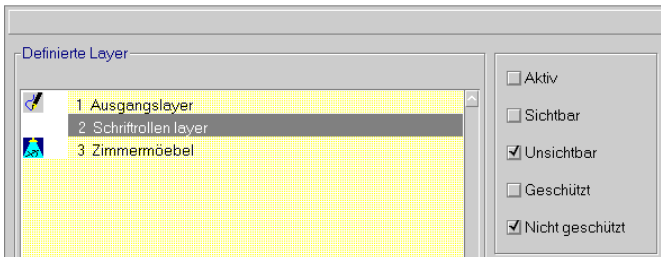 Definierte Layer
1 Ausgangslayer
2 Schriftrollen layer
3 Zimmermöebel
Aktiv
Sichtbar
Unsichtbar
Geschützt
Nicht geschützt